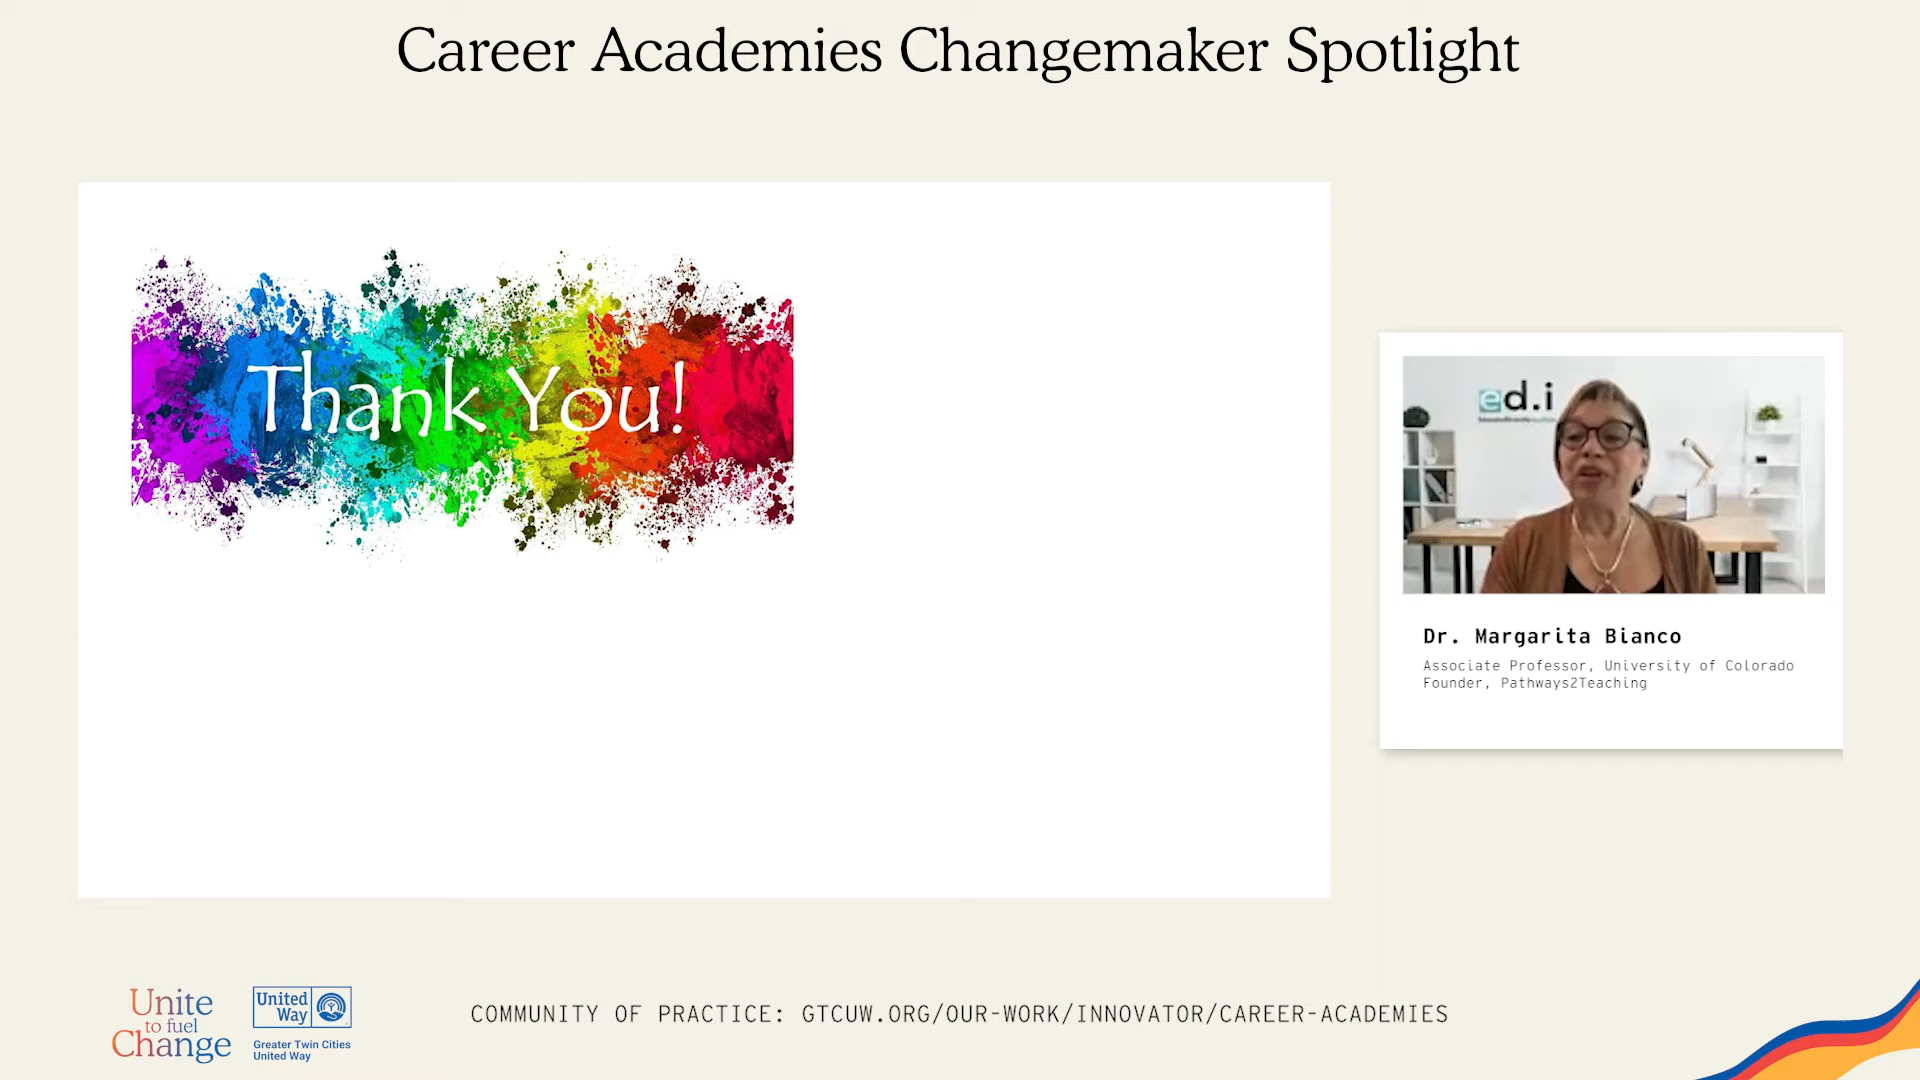 Career Academies Changemaker Spotlight
Thank You!
ed.i
Dr. Margarita Bianco
Associate Professor, University of Colorado
Founder, Pathways2Teaching
Unite
to fuel
Change
United
Way
Greater Twin Cities
United Way
COMMUNITY OF PRACTICE: GTCUW.ORG/OUR-WORK/INNOVATOR/CAREER-ACADEMIES